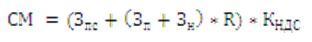 СМ = (Зпс + (Зп + Зн) * R) * КНДС